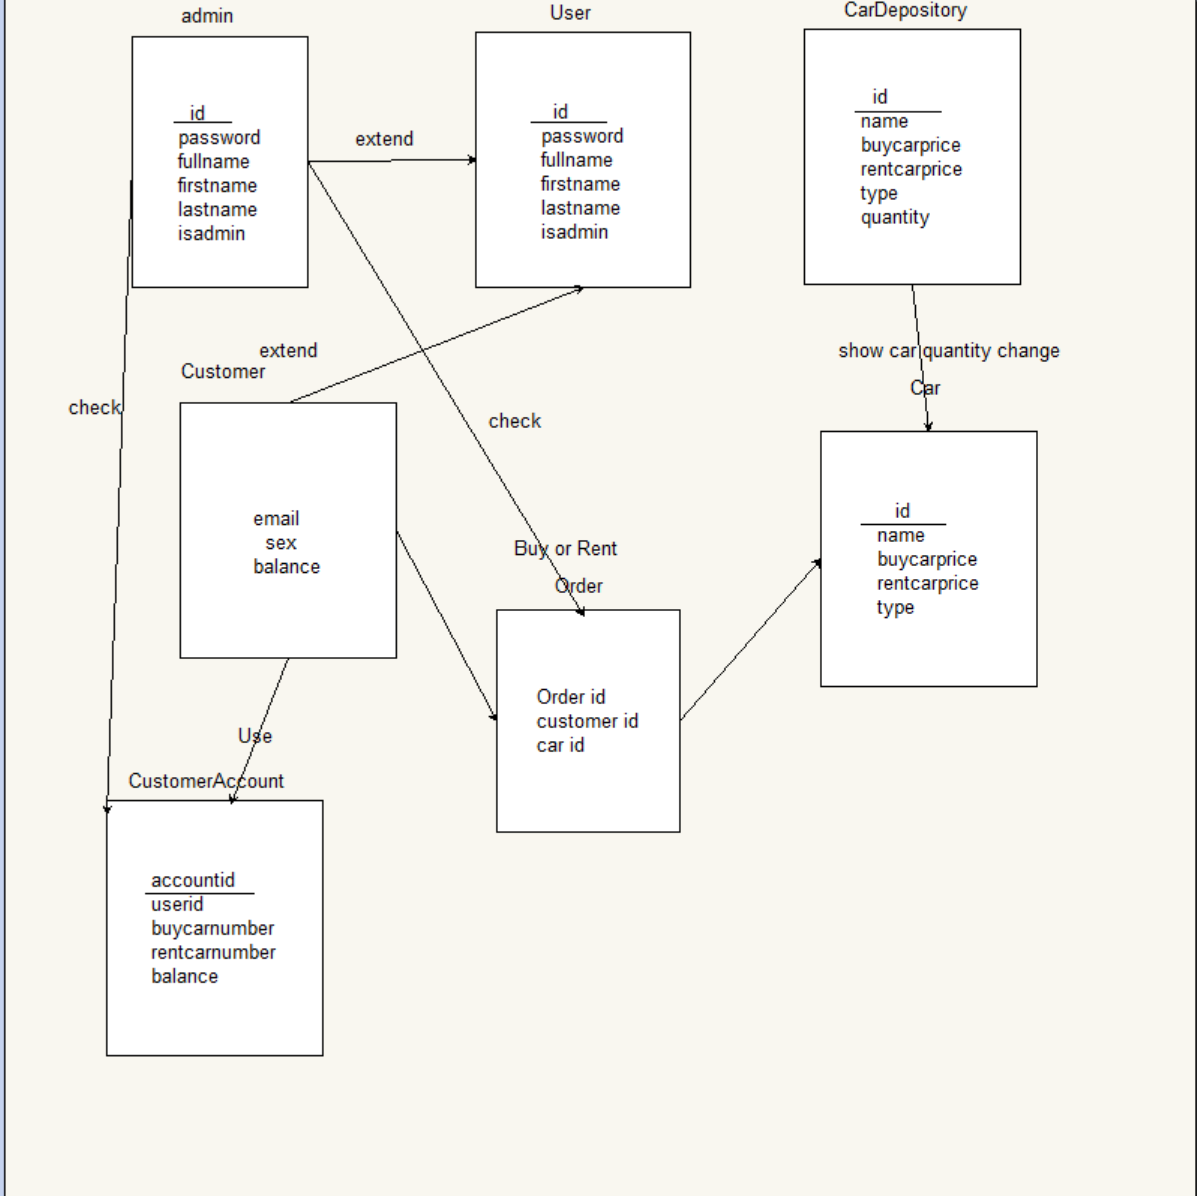 admin
id
password
fullname
firstname
lastname
isadmin
extend
User
id
password
fullname
firstname
lastname
isadmin
CarDepository
id
name
buycarprice
rentcarprice
type
quantity
extend
Customer
email
sex
balance
check
check
show car quantity change
Car
id
name
buycarprice
rentcarprice
type
Buy or Rent
Order
Order id
customer id
car id
Use
CustomerAccount
accountid
userid
buycarnumber
rentcarnumber
balance